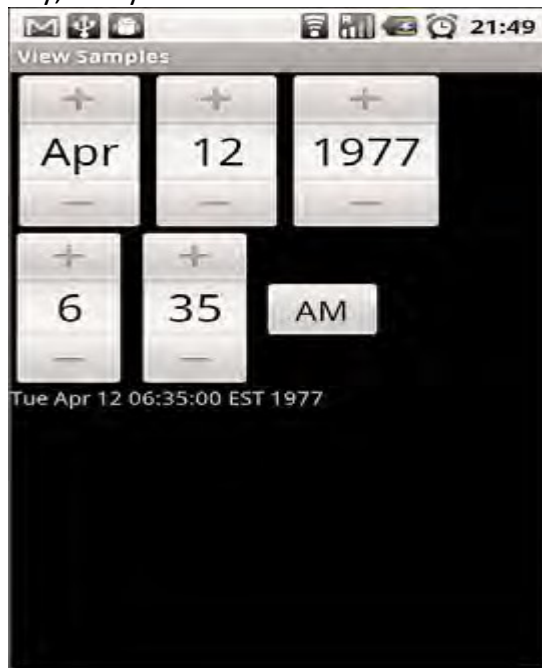 21:49
View Samples
+ + +
Apr 12 1977
− − −
+ +
6 35 AM
− −
Tue Apr 12 06:35:00 EST 1977